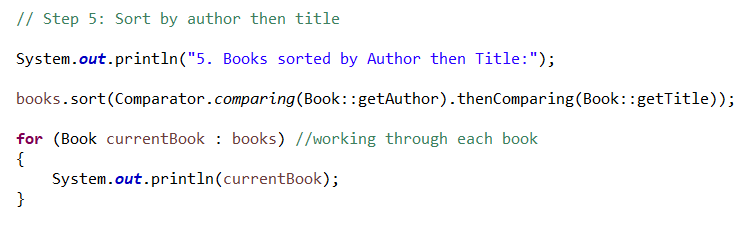 // Step 5: Sort by author then title
System.out.println("5. Books sorted by Author then Title:");
books.sort(Comparator.comparing(Book::getAuthor).thenComparing(Book::getTitle));
for (Book currentBook : books) //working through each book
{
    System.out.println(currentBook);
}